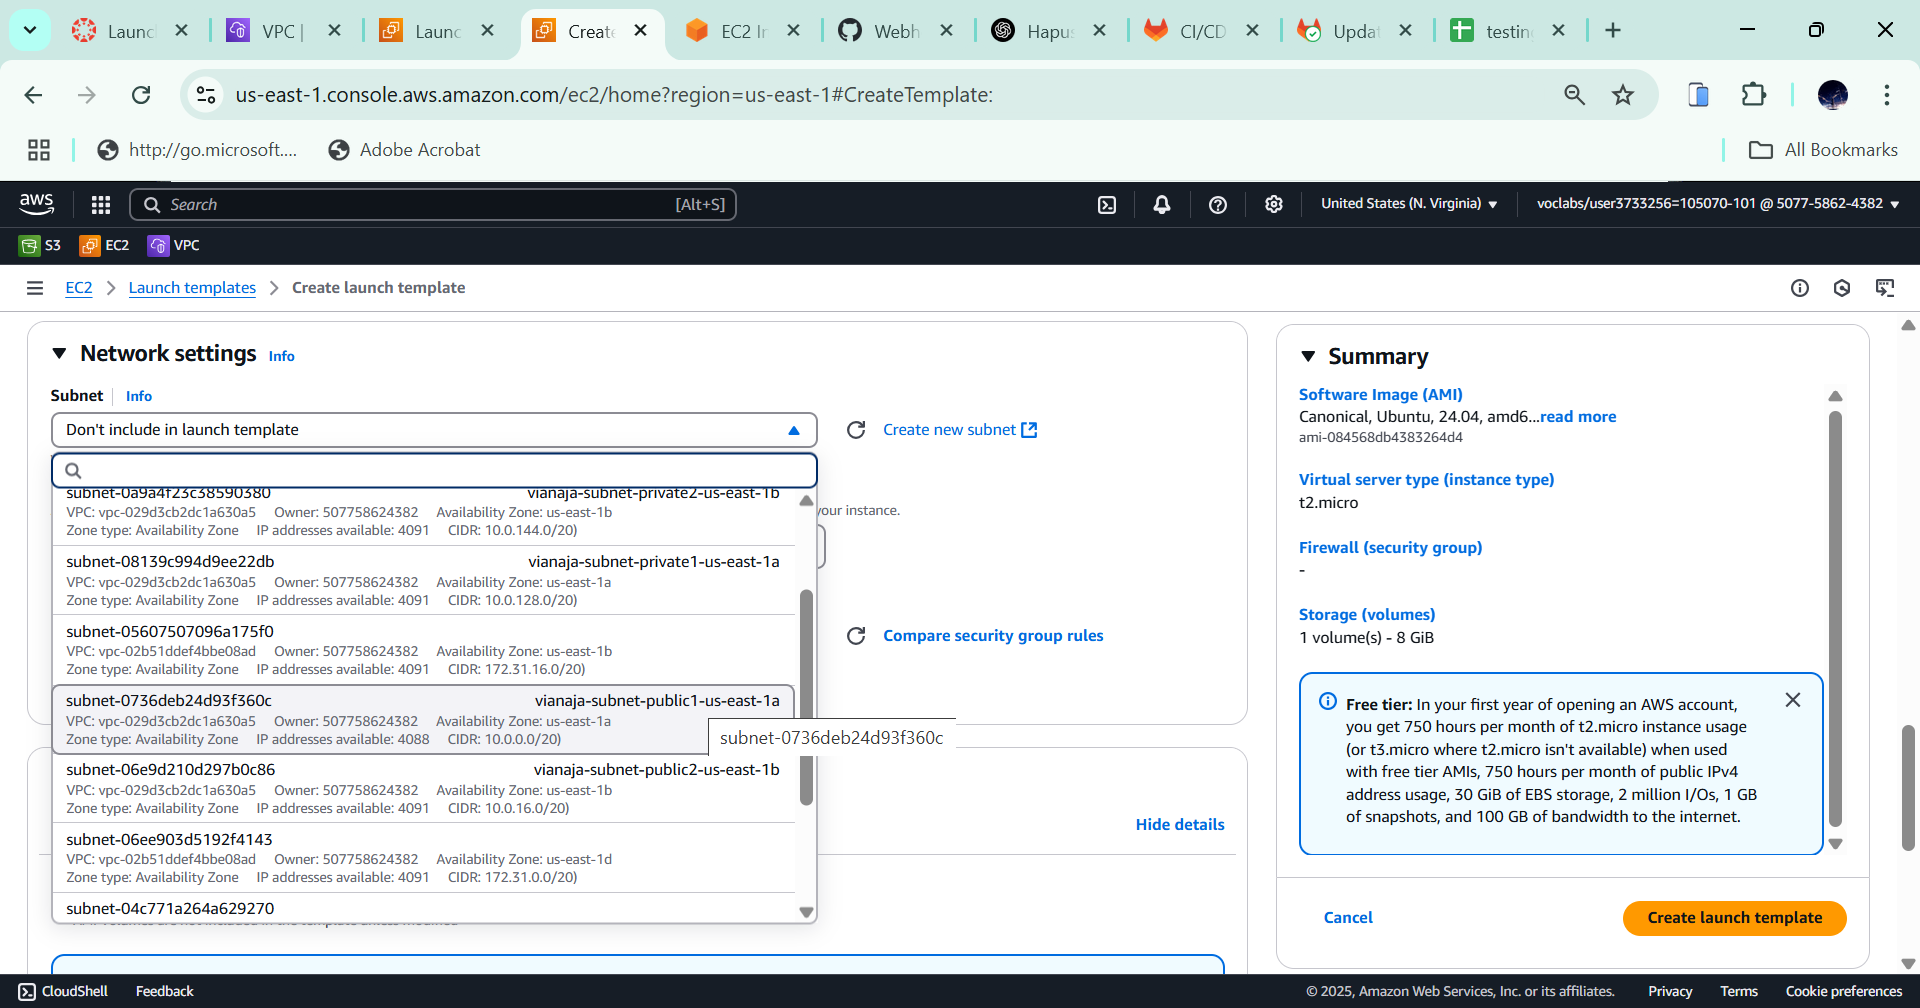 Launc
VPC |
Launc
Create
EC2 In
Webh
Hapus
CI/CD
Updat
testing
us-east-1.console.aws.amazon.com/ec2/home?region=us-east-1#CreateTemplate:
http://go.microsoft....
Adobe Acrobat
All Bookmarks
aws
Search
[Alt+S]
United States (N. Virginia)
voclabs/user3733256=105070-101 @ 5077-5862-4382
S3
EC2
VPC
EC2
Launch templates
Create launch template
Network settings Info
Subnet Info
Don't include in launch template
Create new subnet
subnet-0a9a4f23c38590380 vianaja-subnet-private2-us-east-1b
VPC: vpc-029d3cb2dc1a630a5 Owner: 507758624382 Availability Zone: us-east-1b
Zone type: Availability Zone IP addresses available: 4091 CIDR: 10.0.144.0/20)
your instance.
subnet-08139c994d9ee22db vianaja-subnet-private1-us-east-1a
VPC: vpc-029d3cb2dc1a630a5 Owner: 507758624382 Availability Zone: us-east-1a
Zone type: Availability Zone IP addresses available: 4091 CIDR: 10.0.128.0/20)
subnet-05607507096a175f0
VPC: vpc-02b51ddef4bbe08ad Owner: 507758624382 Availability Zone: us-east-1b
Zone type: Availability Zone IP addresses available: 4091 CIDR: 172.31.16.0/20)
Compare security group rules
subnet-0736deb24d93f360c vianaja-subnet-public1-us-east-1a
VPC: vpc-029d3cb2dc1a630a5 Owner: 507758624382 Availability Zone: us-east-1a
Zone type: Availability Zone IP addresses available: 4088 CIDR: 10.0.0.0/20)
subnet-0736deb24d93f360c
subnet-06e9d210d297b0c86 vianaja-subnet-public2-us-east-1b
VPC: vpc-029d3cb2dc1a630a5 Owner: 507758624382 Availability Zone: us-east-1b
Zone type: Availability Zone IP addresses available: 4091 CIDR: 10.0.16.0/20)
subnet-06ee903d5192f4143
VPC: vpc-02b51ddef4bbe08ad Owner: 507758624382 Availability Zone: us-east-1d
Zone type: Availability Zone IP addresses available: 4091 CIDR: 172.31.0.0/20)
subnet-04c771a264a629270
Hide details
Summary
Software Image (AMI)
Canonical, Ubuntu, 24.04, amd6...read more
ami-084568db4383264d4
Virtual server type (instance type)
t2.micro
Firewall (security group)
-
Storage (volumes)
1 volume(s) - 8 GiB
Free tier: In your first year of opening an AWS account,
you get 750 hours per month of t2.micro instance usage
(or t3.micro where t2.micro isn't available) when used
with free tier AMIs, 750 hours per month of public IPv4
address usage, 30 GiB of EBS storage, 2 million I/Os, 1 GB
of snapshots, and 100 GB of bandwidth to the internet.
Cancel
Create launch template
CloudShell
Feedback
© 2025, Amazon Web Services, Inc. or its affiliates.
Privacy
Terms
Cookie preferences